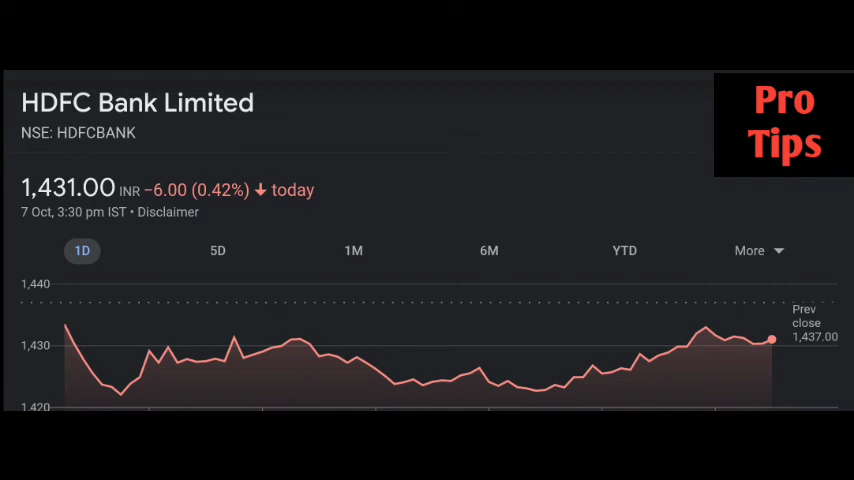 HDFC Bank Limited
NSE: HDFCBANK
Pro
Tips
1,431.00 INR −6.00 (0.42%) ↓ today
7 Oct, 3:30 pm IST • Disclaimer
1D 5D 1M 6M YTD More
1,440
Prev
close
1,437.00
1,430
1,420